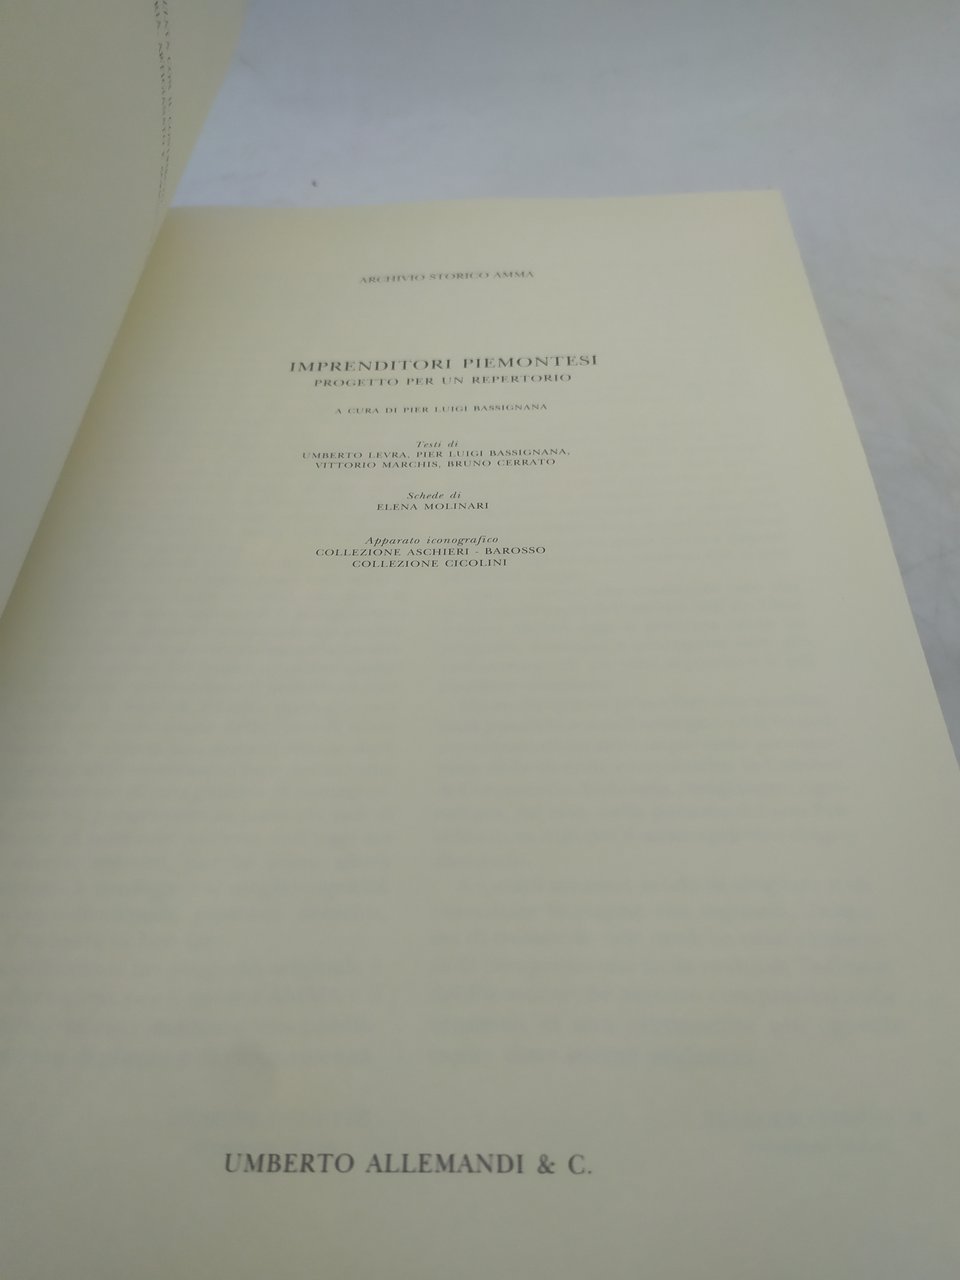 ARCHIVIO STORICO AMMA
IMPRENDITORI PIEMONTESI
PROGETTO PER UN REPERTORIO
A CURA DI PIER LUIGI BASSIGNANA
Testi di
UMBERTO LEVRA, PIER LUIGI BASSIGNANA,
VITTORIO MARCHIS, BRUNO CERRATO
Schede di
ELENA MOLINARI
Apparato iconografico
COLLEZIONE ASCHIERI - BAROSSO
COLLEZIONE CICOLINI
UMBERTO ALLEMANDI & C.